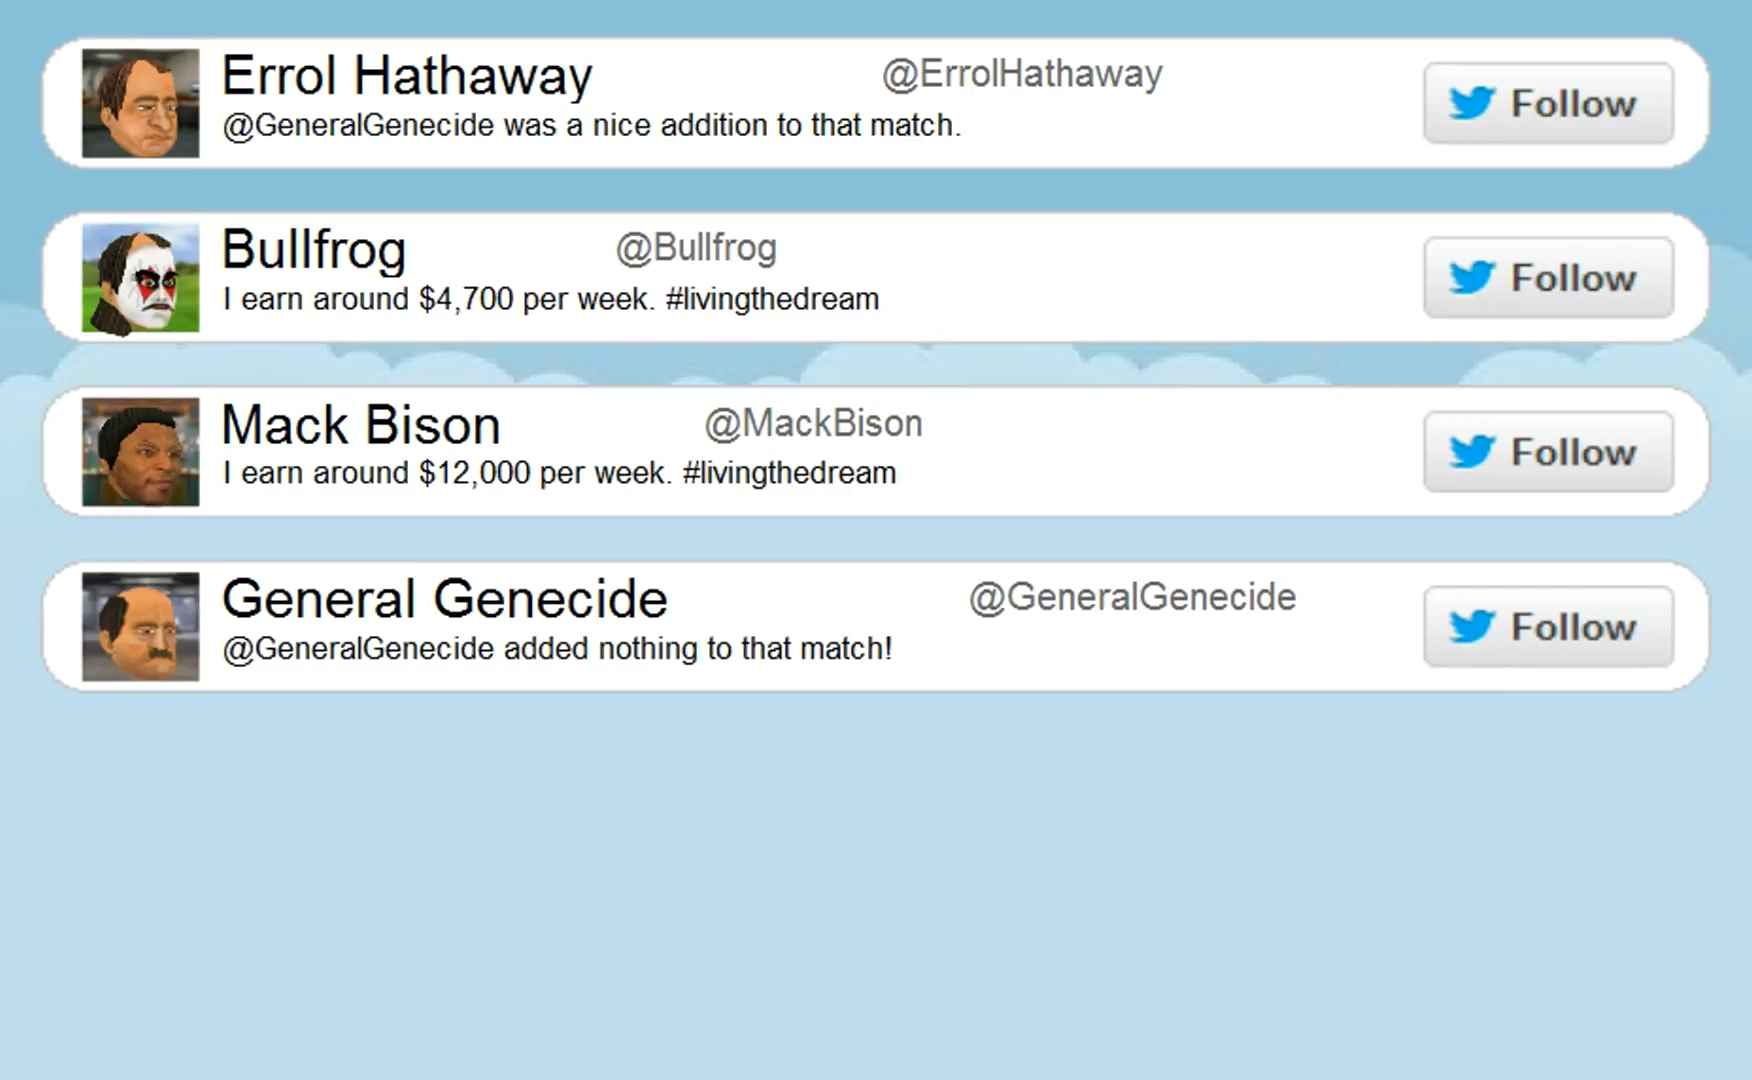 Errol Hathaway @ErrolHathaway
@GeneralGenecide was a nice addition to that match.
Follow
Bullfrog @Bullfrog
I earn around $4,700 per week. #livingthedream
Follow
Mack Bison @MackBison
I earn around $12,000 per week. #livingthedream
Follow
General Genecide @GeneralGenecide
@GeneralGenecide added nothing to that match!
Follow